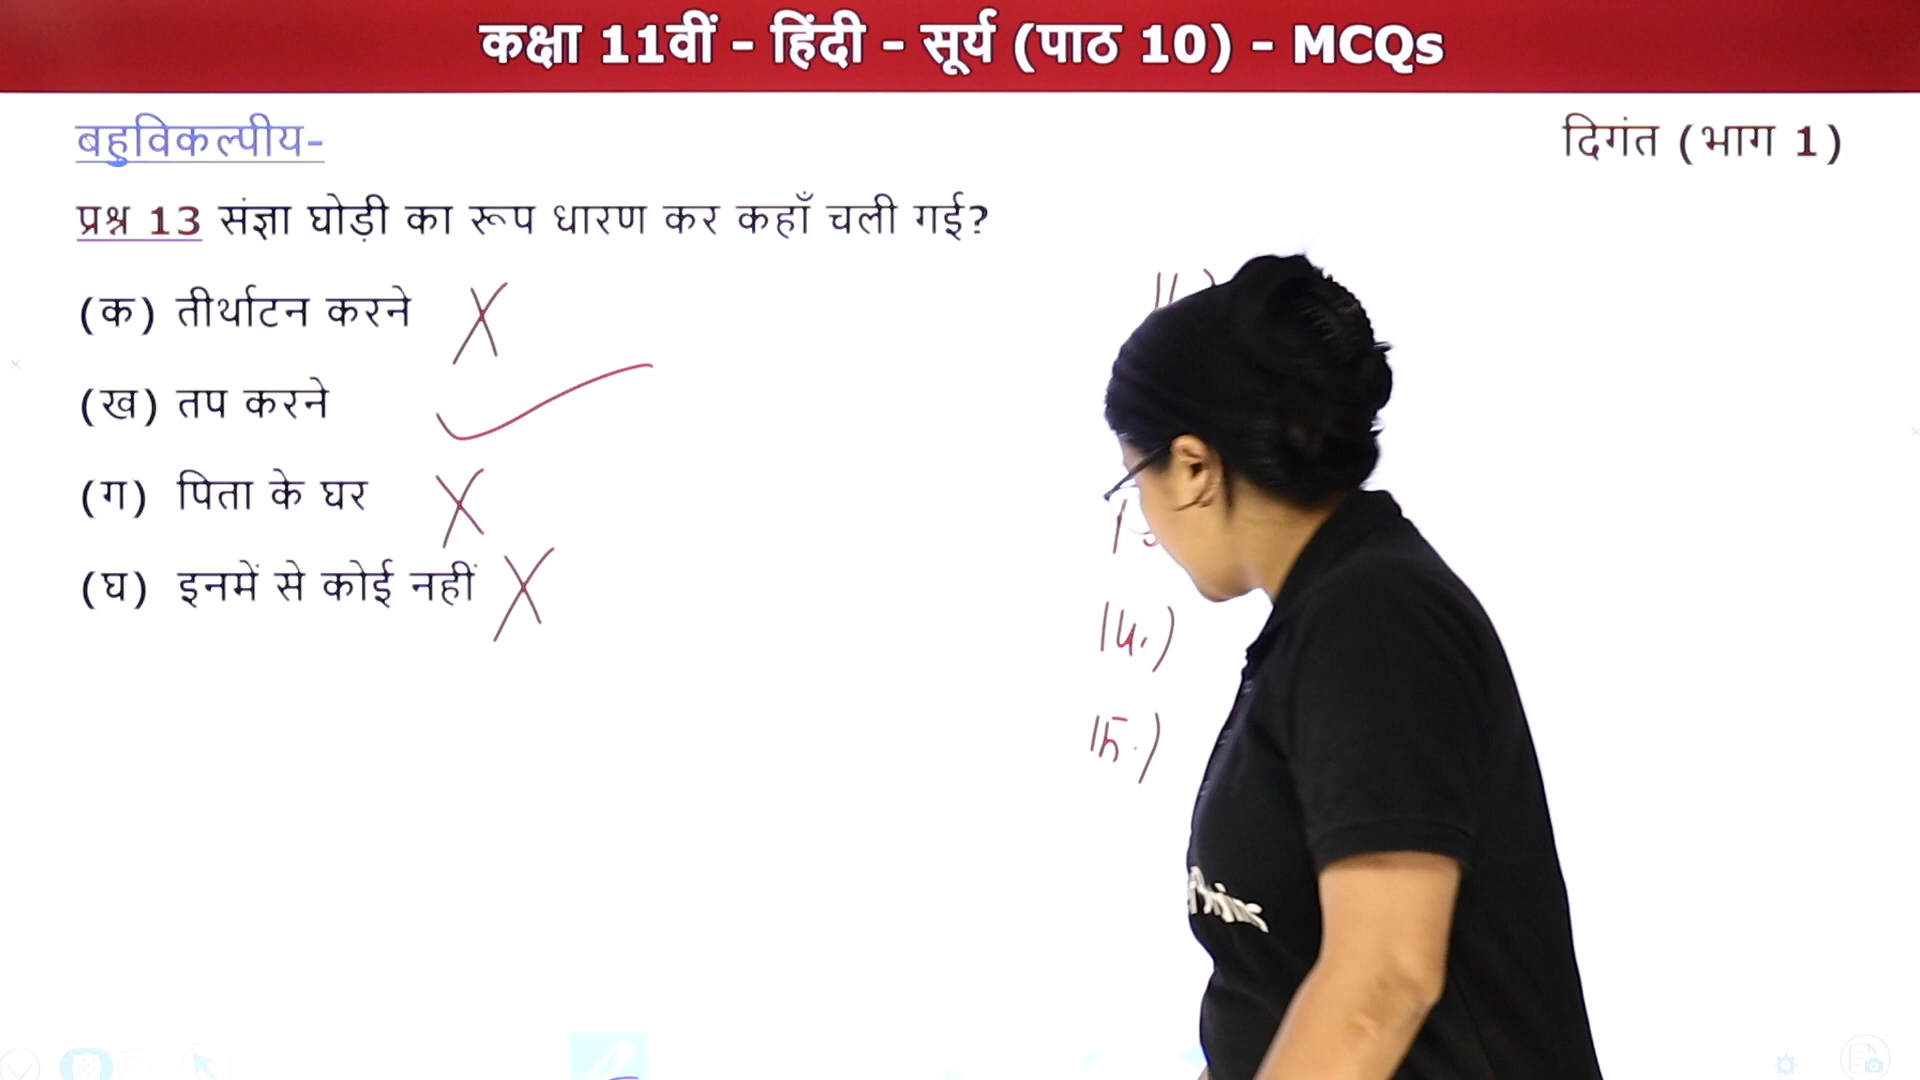 कक्षा 11वीं - हिंदी - सूर्य (पाठ 10) - MCQs
बहुविकल्पीय-
दिगंत (भाग 1)
प्रश्न 13 संज्ञा घोड़ी का रूप धारण कर कहाँ चली गई?
(क) तीर्थाटन करने
(ख) तप करने
(ग) पिता के घर
(घ) इनमें से कोई नहीं
14.)
15.)